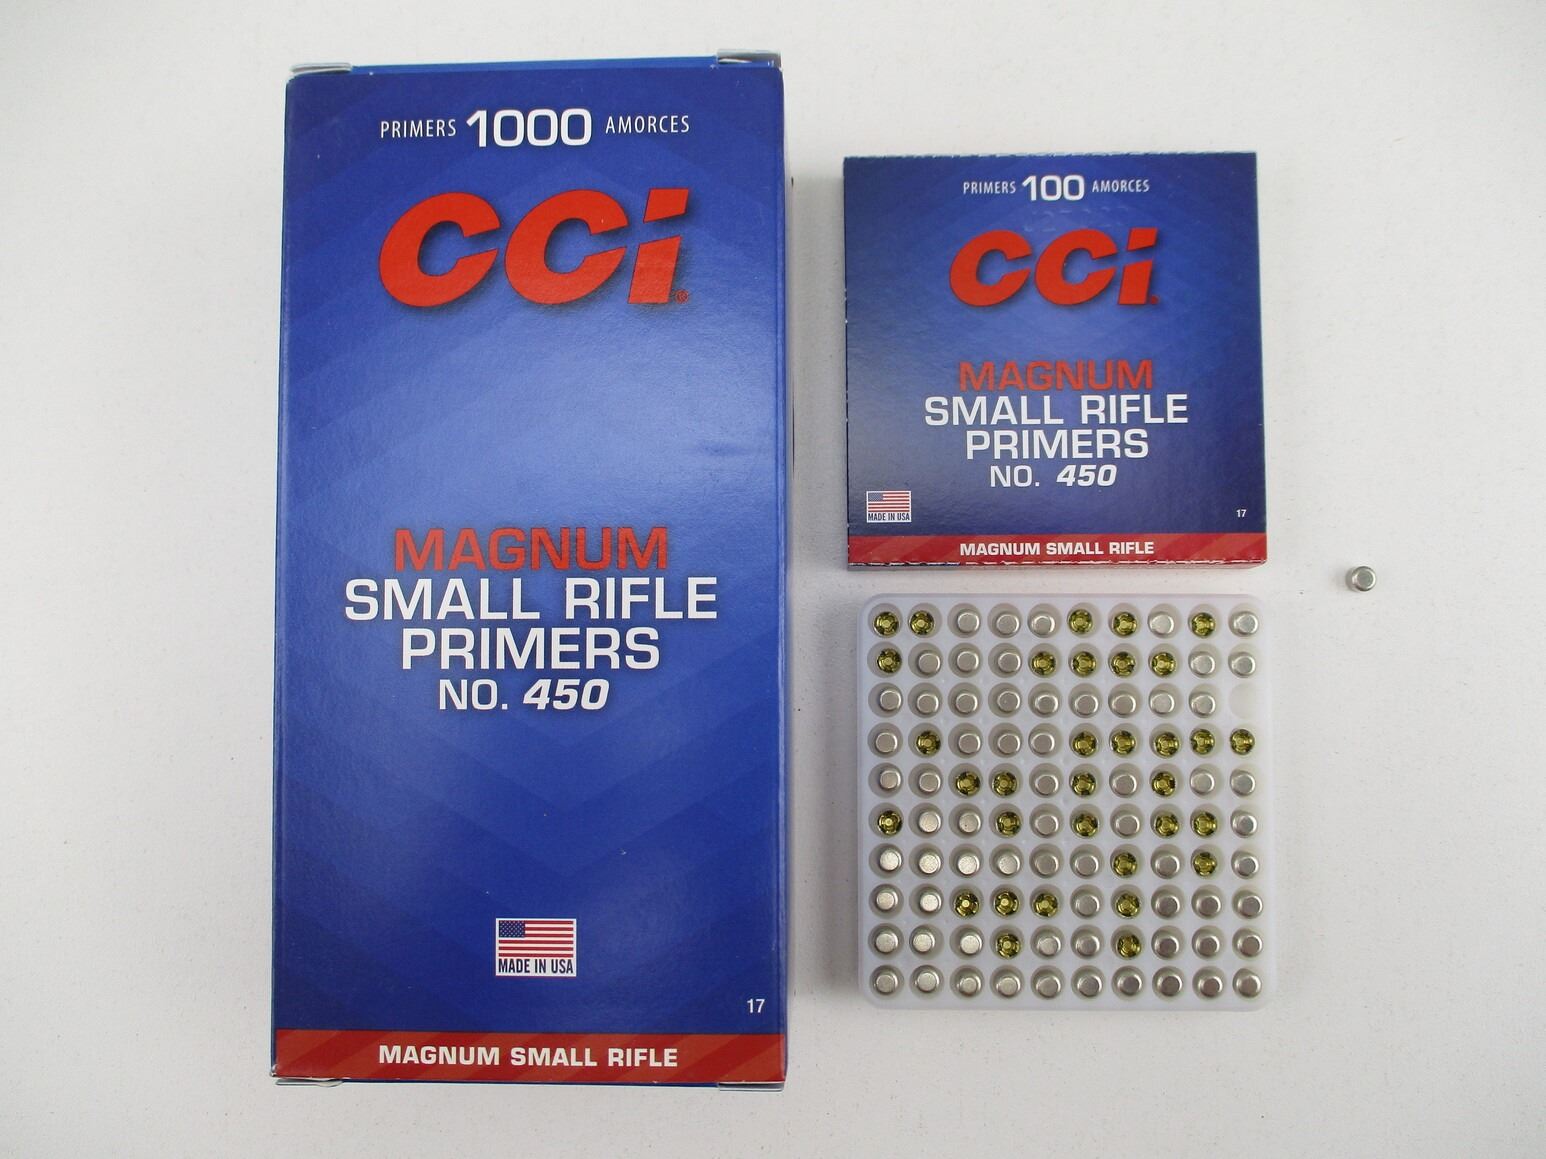 PRIMERS 1000 AMORCES
CCi®
MAGNUM
SMALL RIFLE
PRIMERS
NO. 450
MADE IN USA
17
MAGNUM SMALL RIFLE
PRIMERS 100 AMORCES
CCi
MAGNUM
SMALL RIFLE
PRIMERS
NO. 450
MADE IN USA
17
MAGNUM SMALL RIFLE